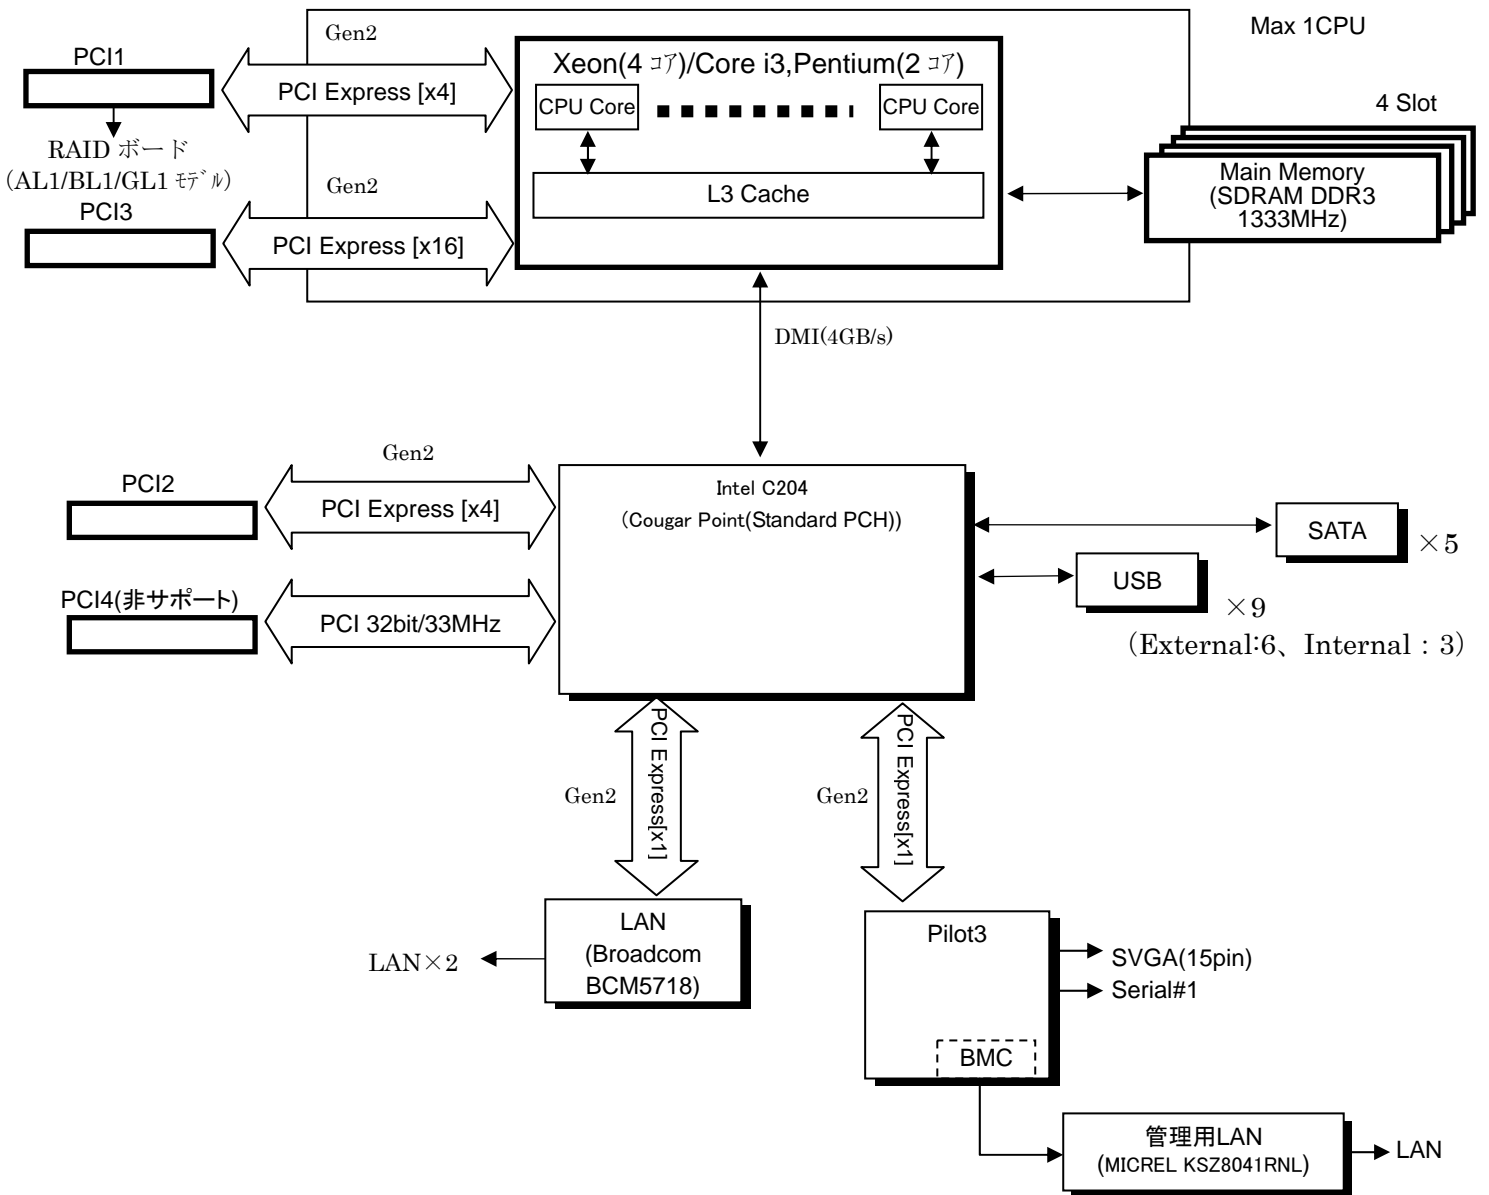 Gen2
Max 1CPU
PCI1
PCI Express [x4]
Xeon(4 コア)/Core i3,Pentium(2 コア)
CPU Core
CPU Core
4 Slot
RAID ボード
(AL1/BL1/GL1 モデル)
Gen2
L3 Cache
Main Memory
(SDRAM DDR3
1333MHz)
PCI3
PCI Express [x16]
DMI(4GB/s)
Gen2
PCI2
PCI Express [x4]
Intel C204
(Cougar Point(Standard PCH))
SATA
×5
USB
×9
(External:6、Internal:3)
PCI4(非サポート)
PCI 32bit/33MHz
PCI Express[x1]
Gen2
PCI Express[x1]
Gen2
LAN
(Broadcom
BCM5718)
LAN×2
Pilot3
SVGA(15pin)
Serial#1
BMC
管理用LAN
(MICREL KSZ8041RNL)
LAN